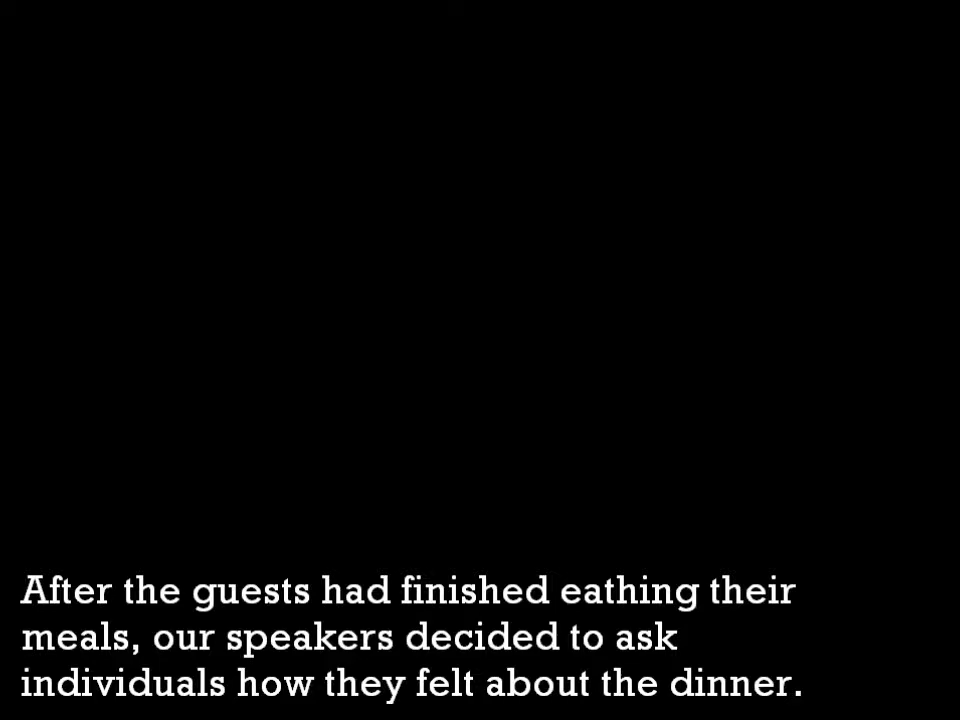 After the guests had finished eathing their
meals, our speakers decided to ask
individuals how they felt about the dinner.